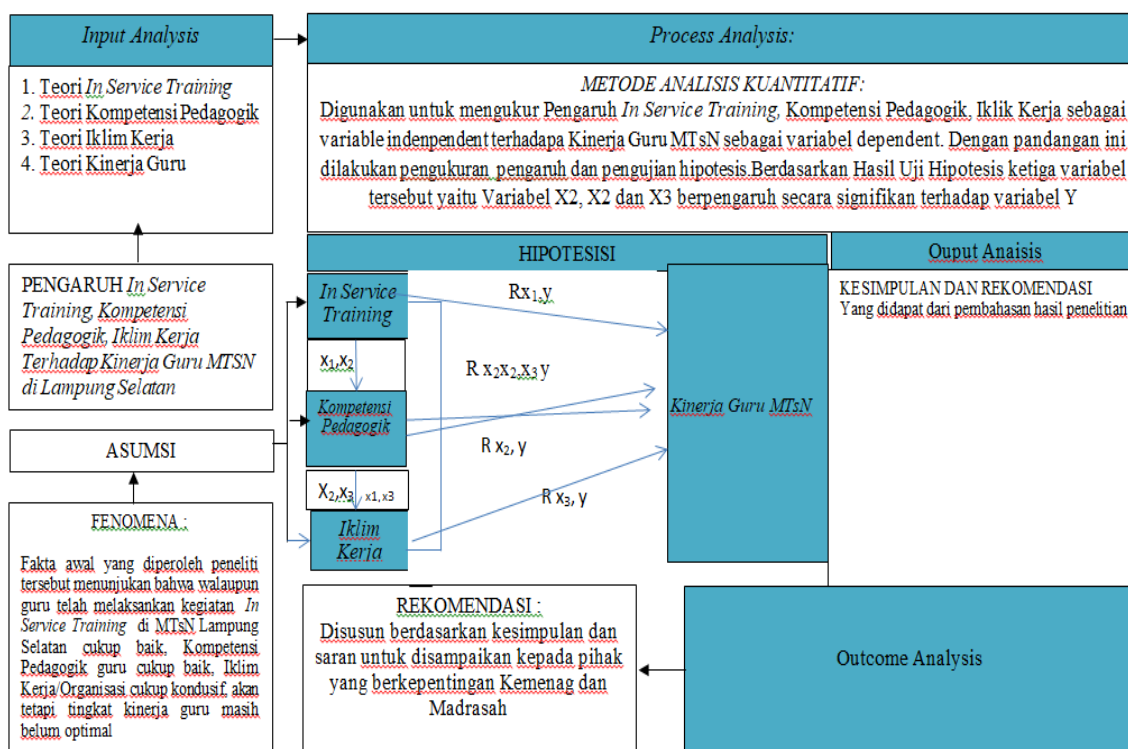 Input Analysis
1. Teori In Service Training
2. Teori Kompetensi Pedagogik
3. Teori Iklim Kerja
4. Teori Kinerja Guru
PENGARUH In Service
Training, Kompetensi
Pedagogik, Iklim Kerja
Terhadap Kinerja Guru MTSN
di Lampung Selatan
ASUMSI
FENOMENA :
Fakta awal yang diperoleh peneliti
tersebut menunjukan bahwa walaupun
guru telah melaksankan kegiatan In
Service Training di MTsN Lampung
Selatan cukup baik, Kompetensi
Pedagogik guru cukup baik, Iklim
Kerja/Organisasi cukup kondusif, akan
tetapi tingkat kinerja guru masih
belum optimal
Process Analysis:
METODE ANALISIS KUANTITATIF:
Digunakan untuk mengukur Pengaruh In Service Training, Kompetensi Pedagogik, Iklik Kerja sebagai
variable indenpendent terhadapa Kinerja Guru MTsN sebagai variabel dependent. Dengan pandangan ini
dilakukan pengukuran pengaruh dan pengujian hipotesis.Berdasarkan Hasil Uji Hipotesis ketiga variabel
tersebut yaitu Variabel X2, X2 dan X3 berpengaruh secara signifikan terhadap variabel Y
HIPOTESISI
In Service
Training
x₁,x₂
Kompetensi
Pedagogik
X₂,x₃ x1, x3
Iklim
Kerja
Rx₁,y
R x₂x₂,x₃ y
R x₂, y
R x₃, y
Kinerja Guru MTsN
Ouput Anaisis
KESIMPULAN DAN REKOMENDASI
Yang didapat dari pembahasan hasil penelitian
Outcome Analysis
REKOMENDASI :
Disusun berdasarkan kesimpulan dan
saran untuk disampaikan kepada pihak
yang berkepentingan Kemenag dan
Madrasah